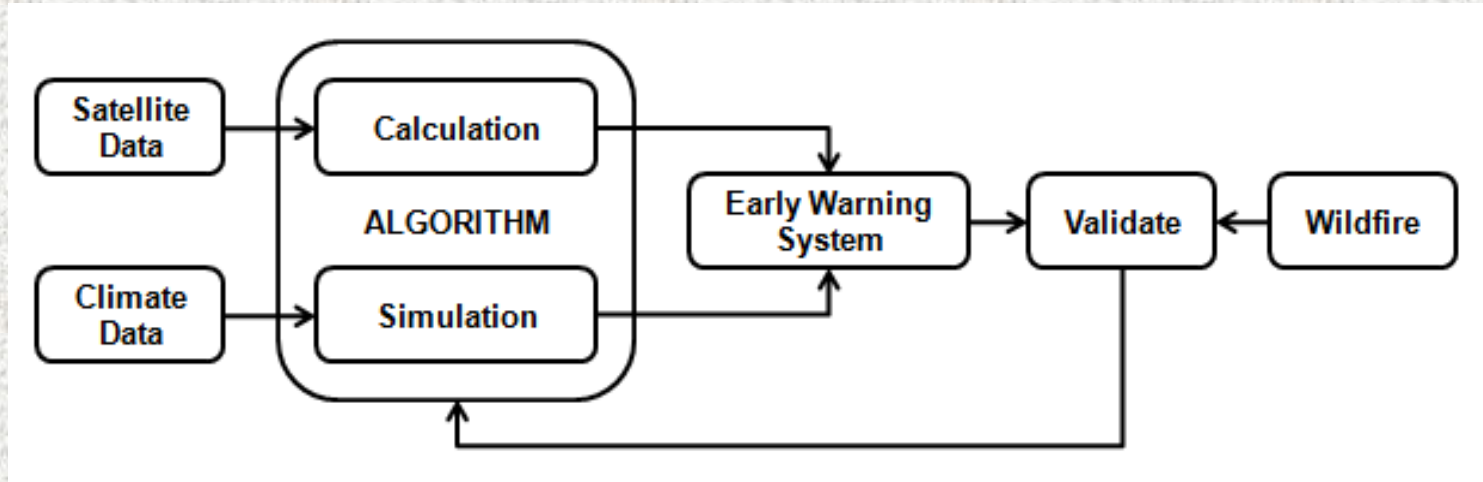 Satellite
Data
Calculation
ALGORITHM
Climate
Data
Simulation
Early Warning
System
Validate
Wildfire